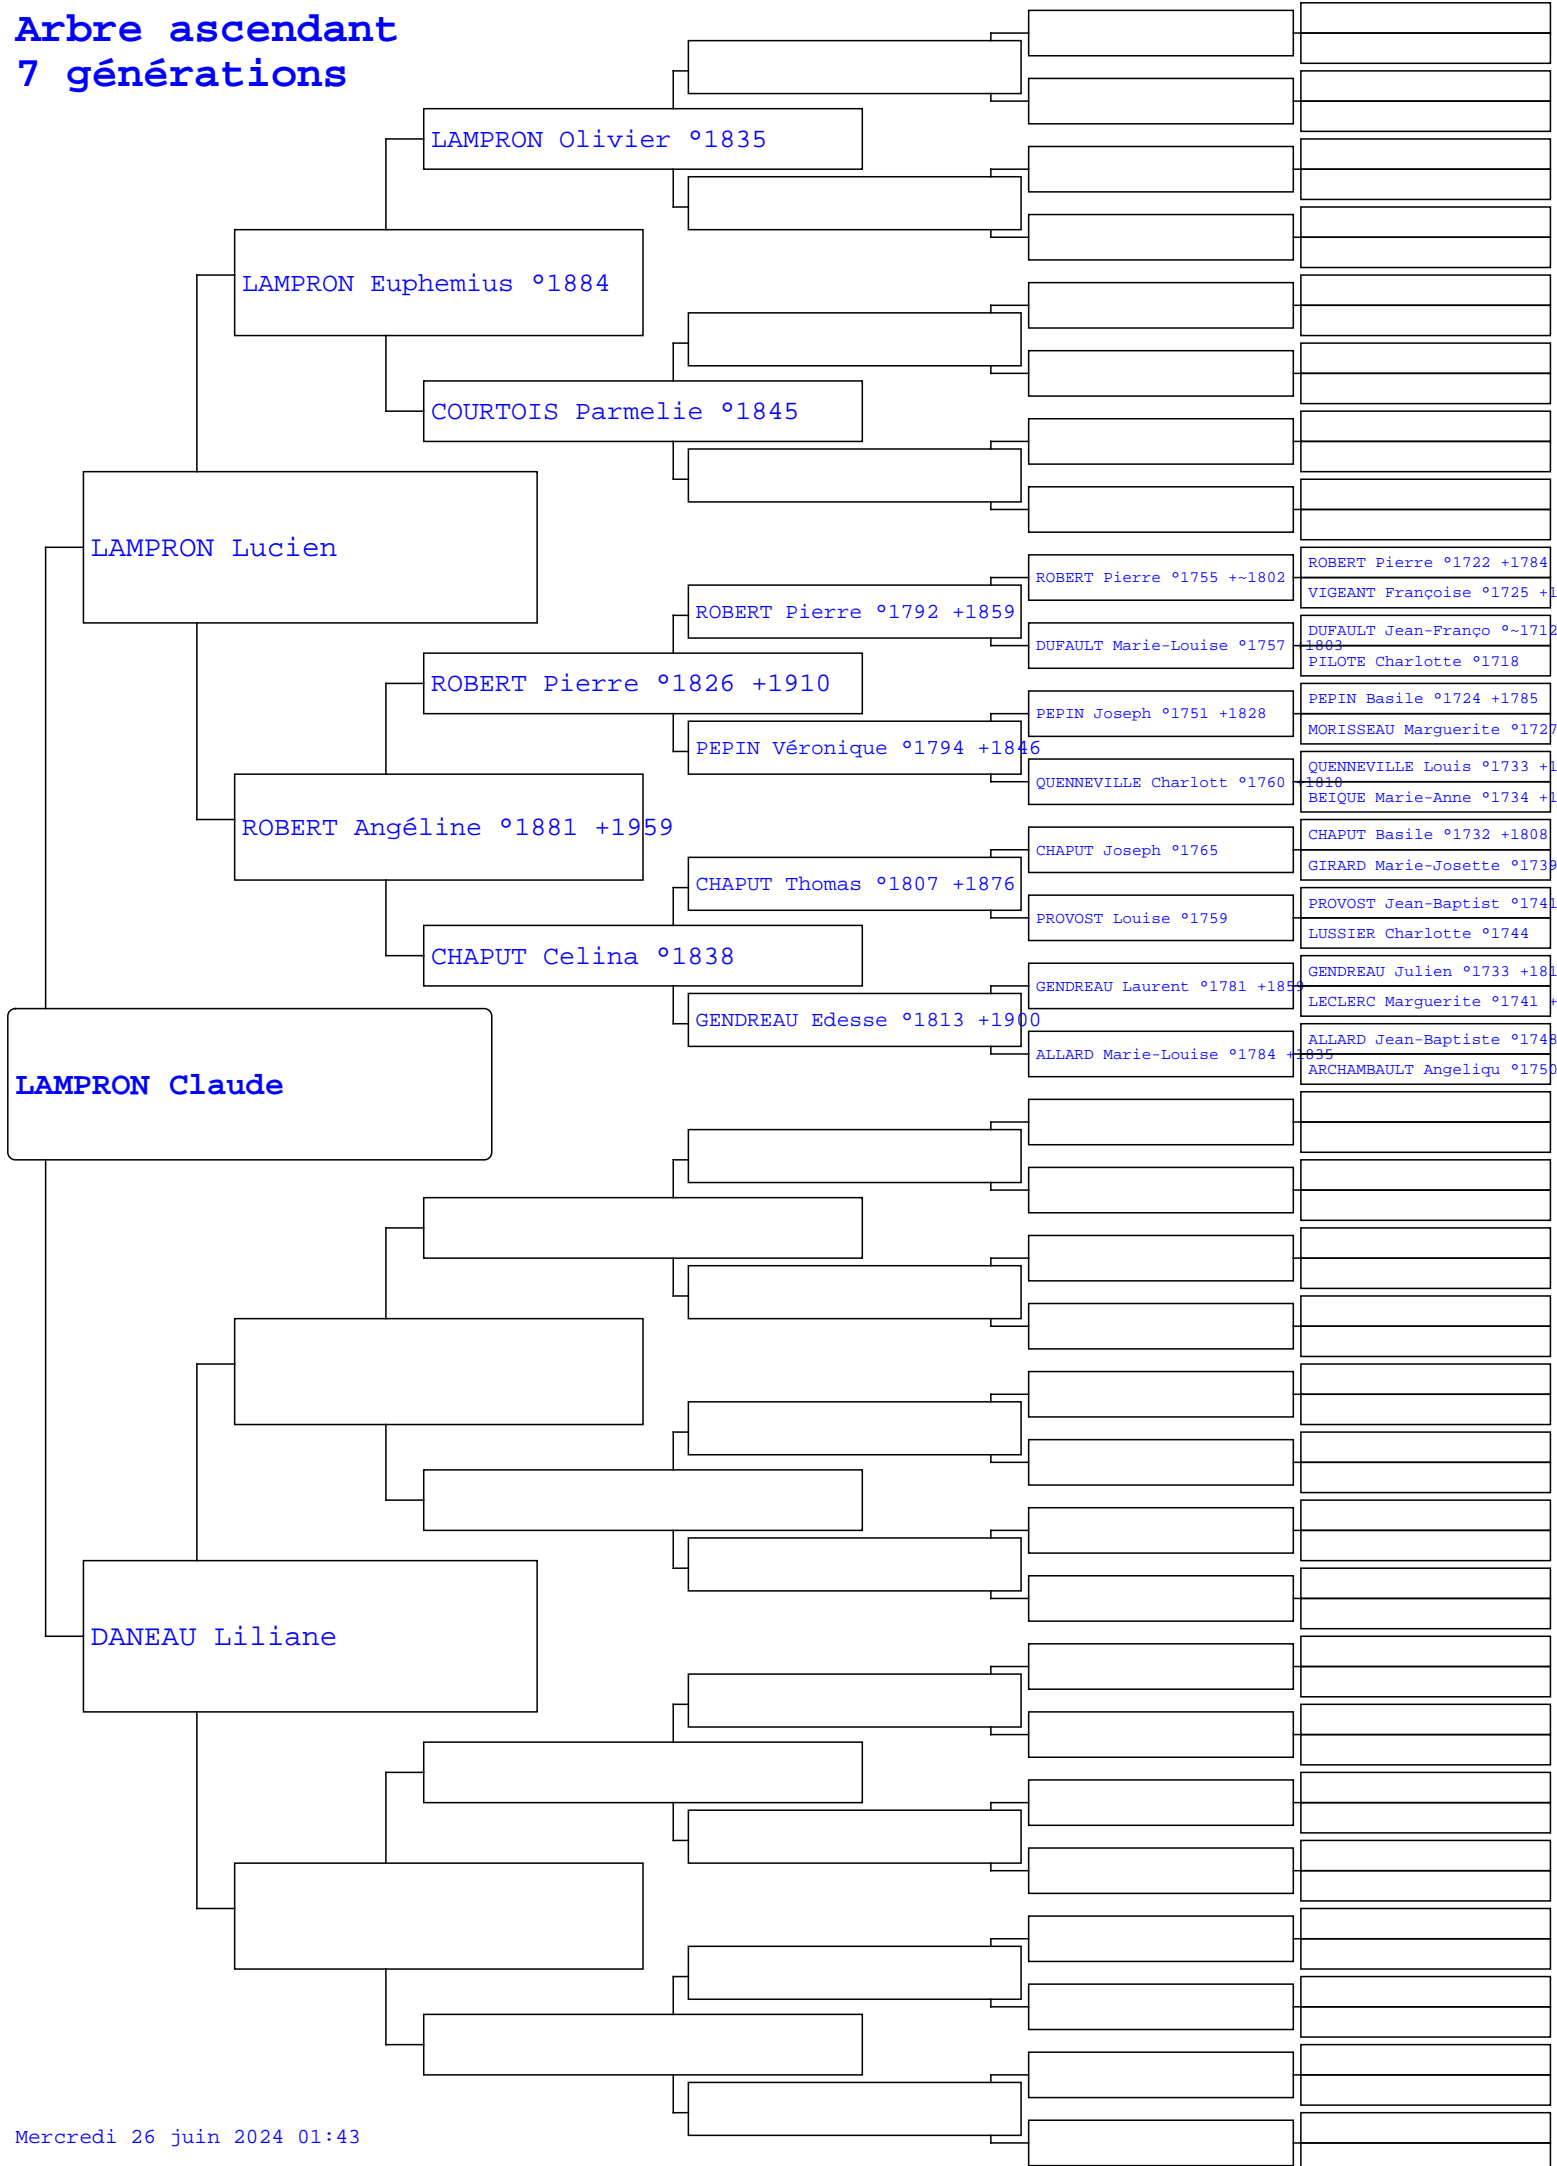 Arbre ascendant
7 générations
LAMPRON Olivier °1835
LAMPRON Euphemius °1884
COURTOIS Parmelie °1845
LAMPRON Lucien
ROBERT Pierre °1755 +~1802
ROBERT Pierre °1722 +1784
VIGEANT Françoise °1725 +1
ROBERT Pierre °1792 +1859
DUFAULT Marie-Louise °1757 +1803
DUFAULT Jean-Franço °~1712
PILOTE Charlotte °1718
ROBERT Pierre °1826 +1910
PEPIN Joseph °1751 +1828
PEPIN Basile °1724 +1785
MORISSEAU Marguerite °1727
PEPIN Véronique °1794 +1846
QUENNEVILLE Charlott °1760 +1810
QUENNEVILLE Louis °1733 +1
BEIQUE Marie-Anne °1734 +1
ROBERT Angéline °1881 +1959
CHAPUT Joseph °1765
CHAPUT Basile °1732 +1808
GIRARD Marie-Josette °1739
CHAPUT Thomas °1807 +1876
PROVOST Louise °1759
PROVOST Jean-Baptist °1741
LUSSIER Charlotte °1744
CHAPUT Celina °1838
GENDREAU Laurent °1781 +1859
GENDREAU Julien °1733 +181
LECLERC Marguerite °1741 +
GENDREAU Edesse °1813 +1900
ALLARD Marie-Louise °1784 +1835
ALLARD Jean-Baptiste °1748
ARCHAMBAULT Angeliqu °1750
LAMPRON Claude
DANEAU Liliane
Mercredi 26 juin 2024 01:43